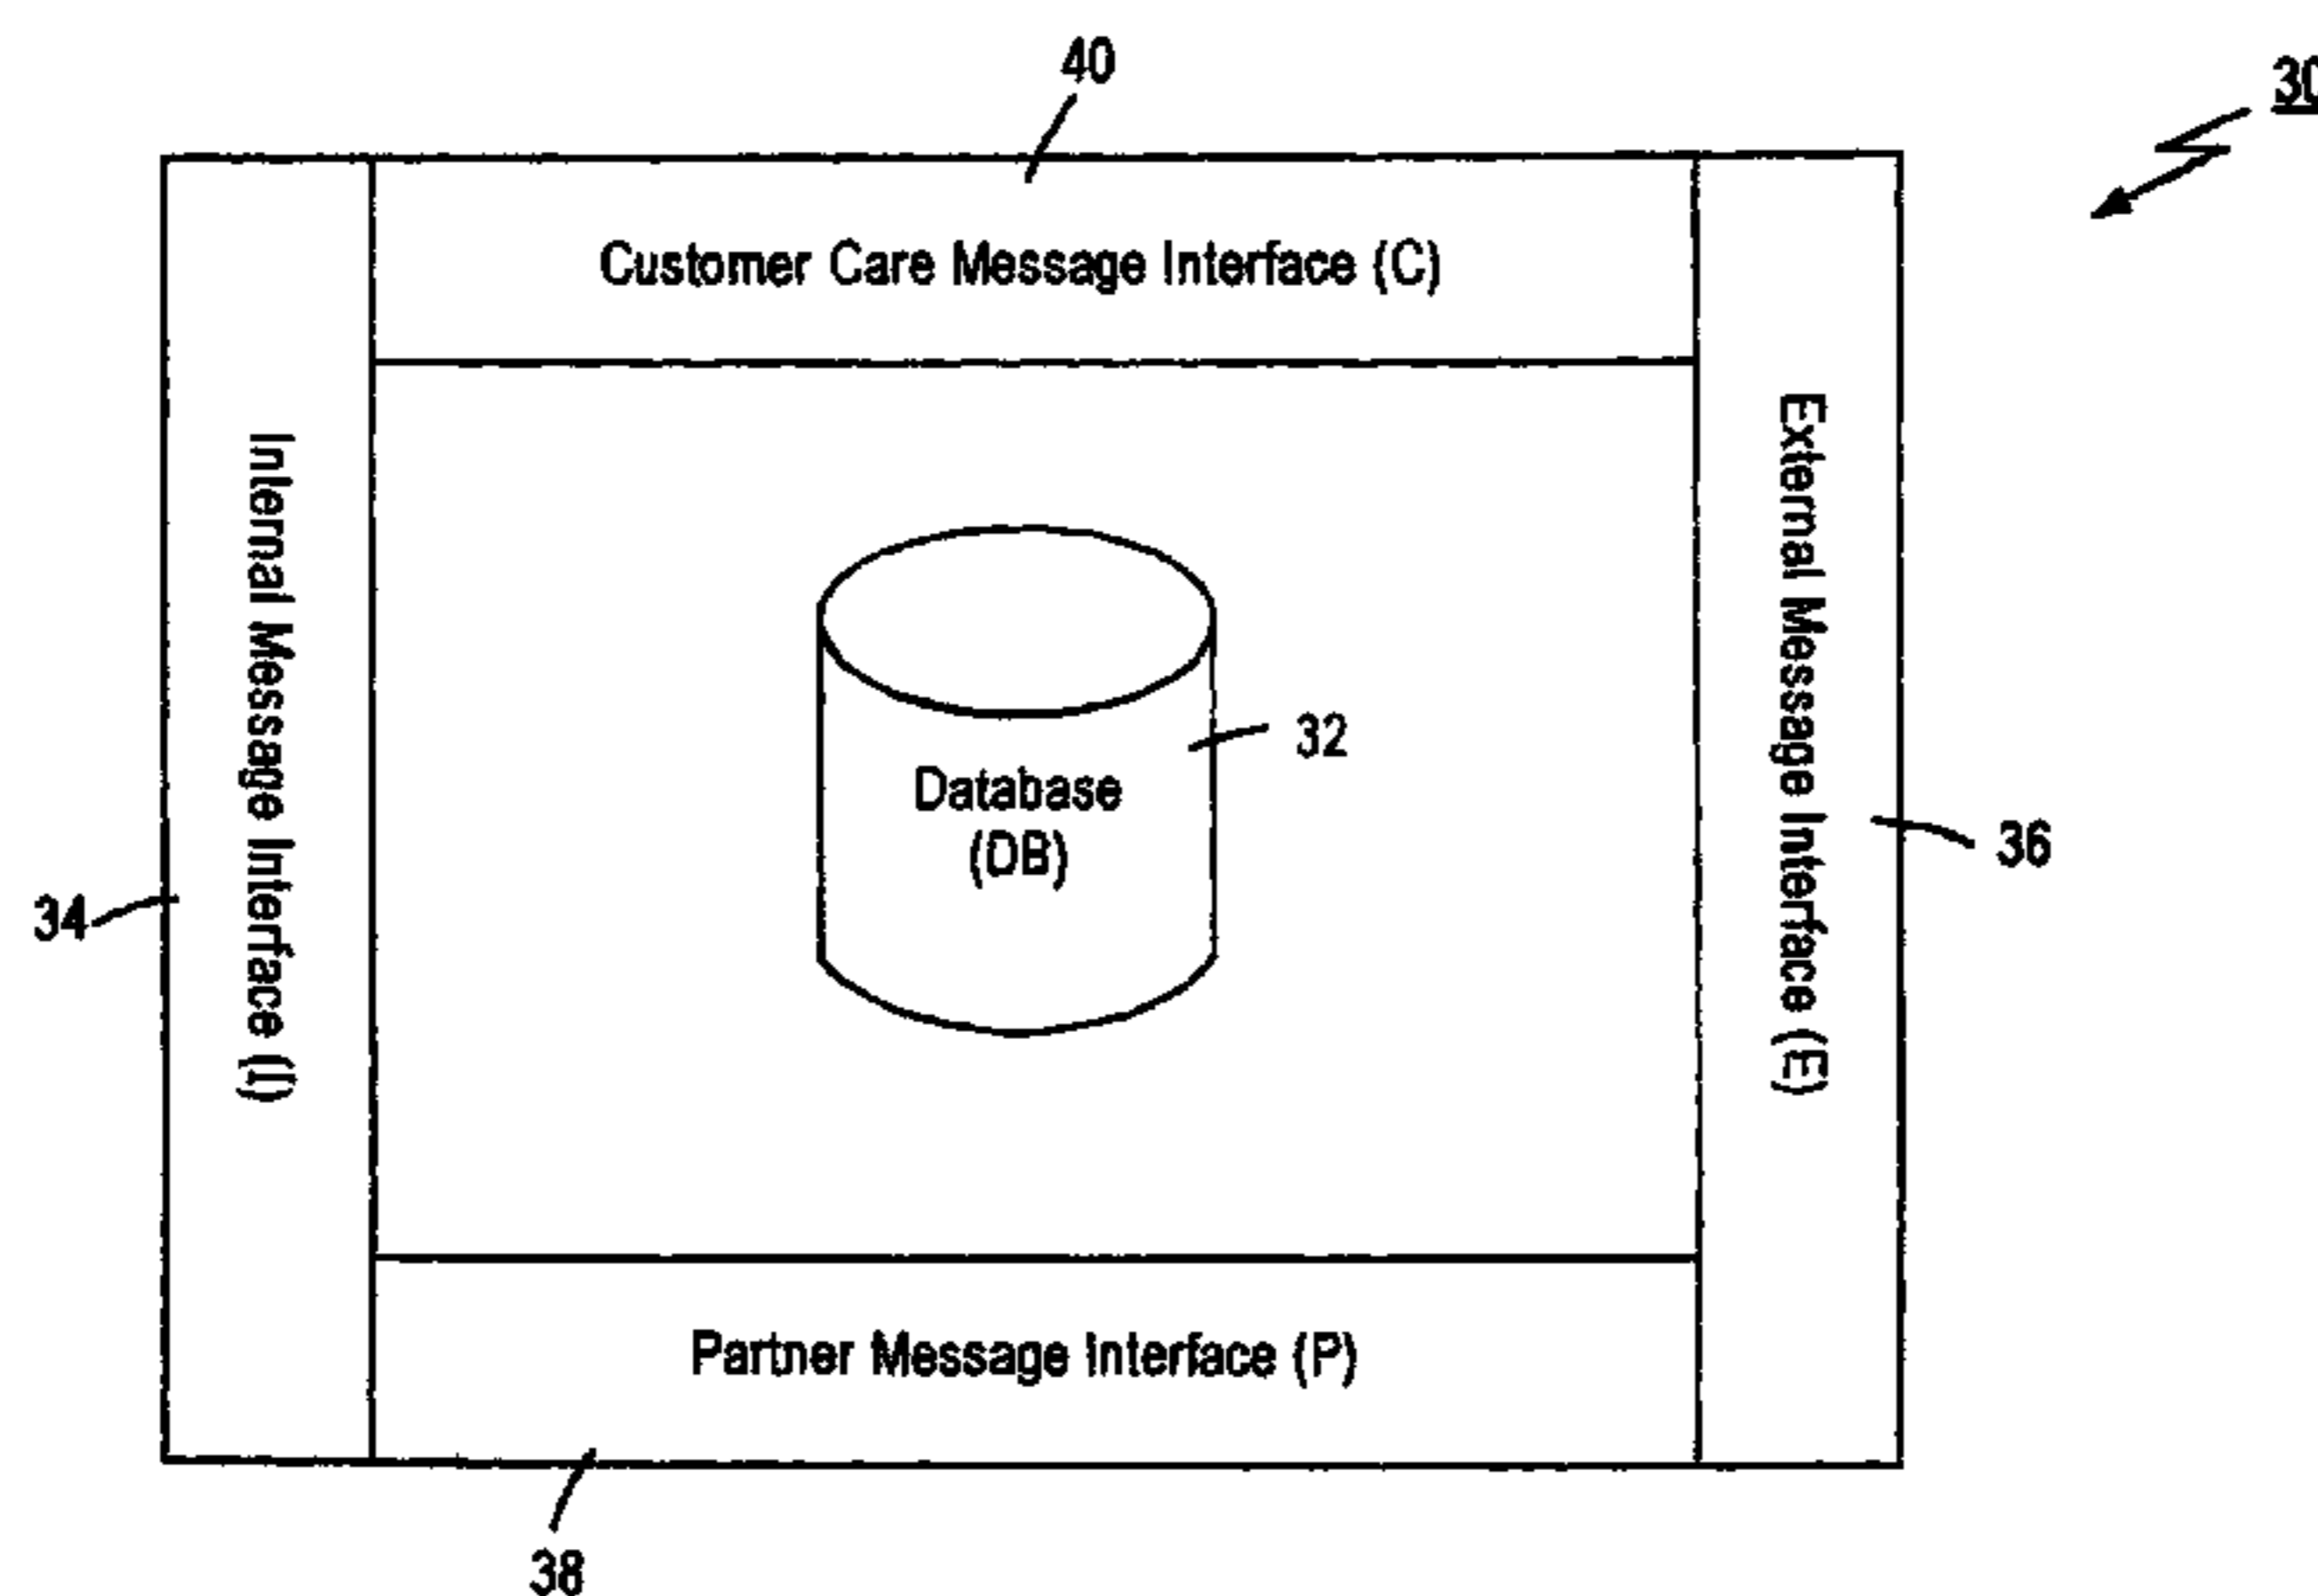 40
30
Customer Care Message Interface (C)
Internal Message Interface (I)
External Message Interface (E)
32
Database
(DB)
36
34
Partner Message Interface (P)
38